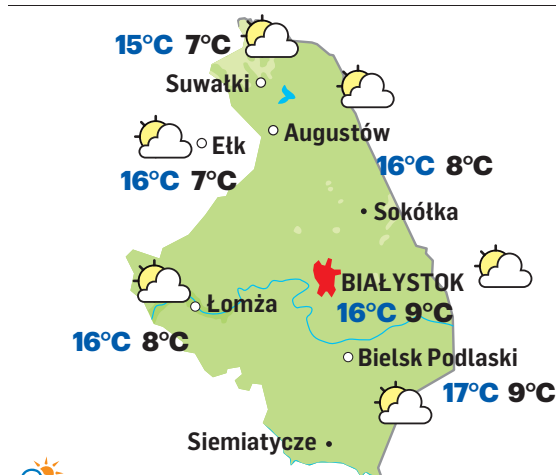 15°C 7°C
Suwałki
Augustów
Ełk
16°C 7°C
16°C 8°C
Sokółka
BIAŁYSTOK
16°C 9°C
Łomża
16°C 8°C
Bielsk Podlaski
17°C 9°C
Siemiatycze